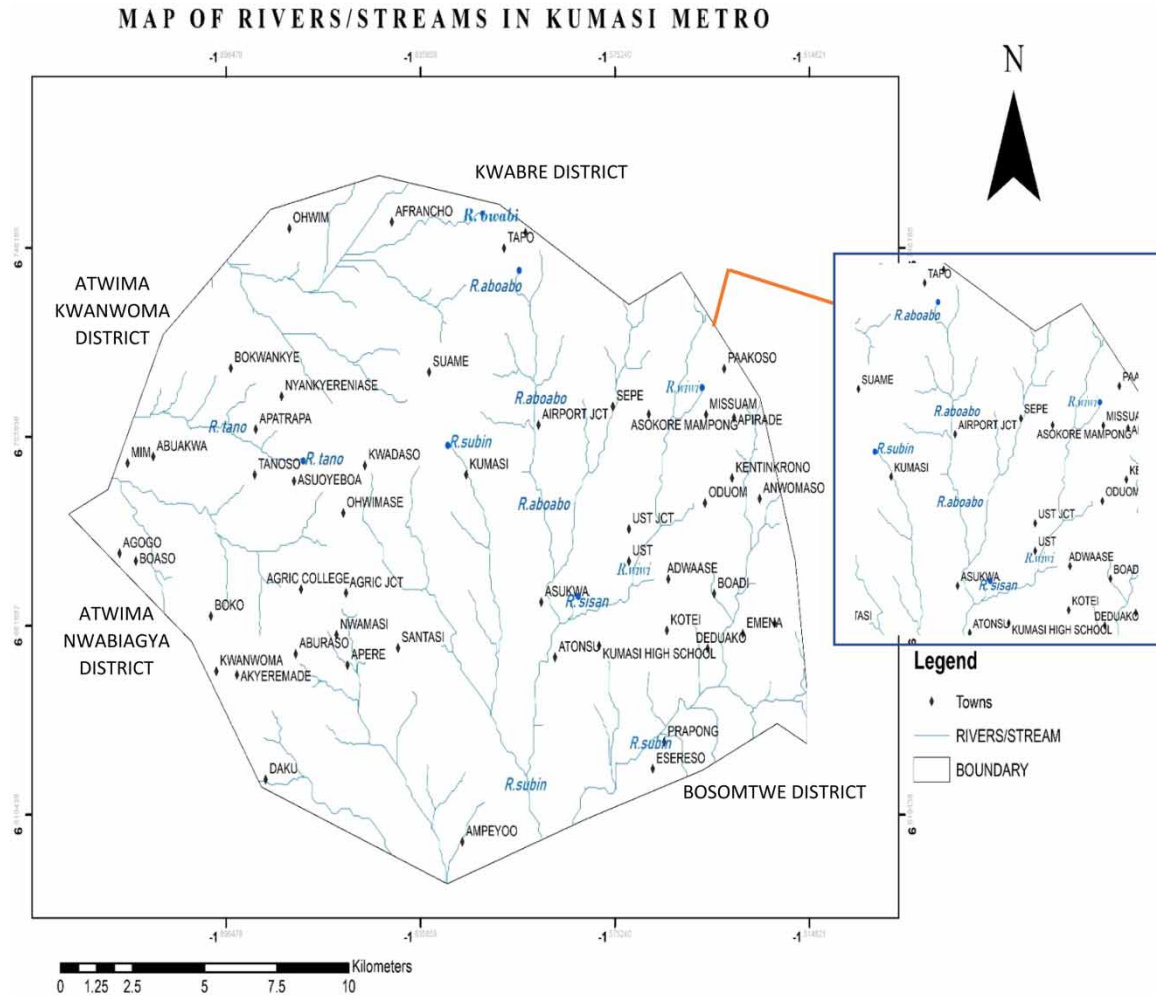 MAP OF RIVERS/STREAMS IN KUMASI METRO
N
KWABRE DISTRICT
OHWIM
AFRANCHO
R. owabi
TAPO
R.aboabo
ATWIMA
KWANWOMA
DISTRICT
BOKWANKYE
NYANKYERENIASE
SUAME
PAAKOSO
R.wiwi
SEPE
R.aboabo
AIRPORT JCT
MISSUAM
APIRADE
ASOKORE MAMPONG
APATRAPA
R. tano
R.subin
MIM
ABUAKWA
R. tano
KWADASO
KUMASI
TANOSO
ASUOYEBOA
KENTINKRONO
ANWOMASO
ODUOM
R.aboabo
OHWIMASE
UST JCT
UST
R.wiwi
AGOGO
BOASO
AGRIC COLLEGE
AGRIC JCT
ADWAASE
BOADI
ASUKWA
R.sisan
ATWIMA
NWABIAGYA
DISTRICT
BOKO
NWAMASI
SANTASI
KOTEI
EMENA
DEDUAKO
ABURASO
APERE
ATONSU
KUMASI HIGH SCHOOL
KWANWOMA
AKYEREMADE
PRAPONG
R.subin
ESERESO
DAKU
R.subin
BOSOMTWE DISTRICT
AMPEYOO
TAPO
R.aboabo
SUAME
PAA
R.wiwi
R.aboabo
SEPE
AIRPORT JCT
MISSUA
ASOKORE MAMPONG
R.subin
KUMASI
ODUOM
R.aboabo
UST JCT
UST
R.wiwi
ADWAASE
BOAD
ASUKWA
R.sisan
KOTEI
TASI
ATONSU
KUMASI HIGH SCHOOL
DEDUAKO
Legend
Towns
RIVERS/STREAM
BOUNDARY
Kilometers
0 1.25 2.5 5 7.5 10